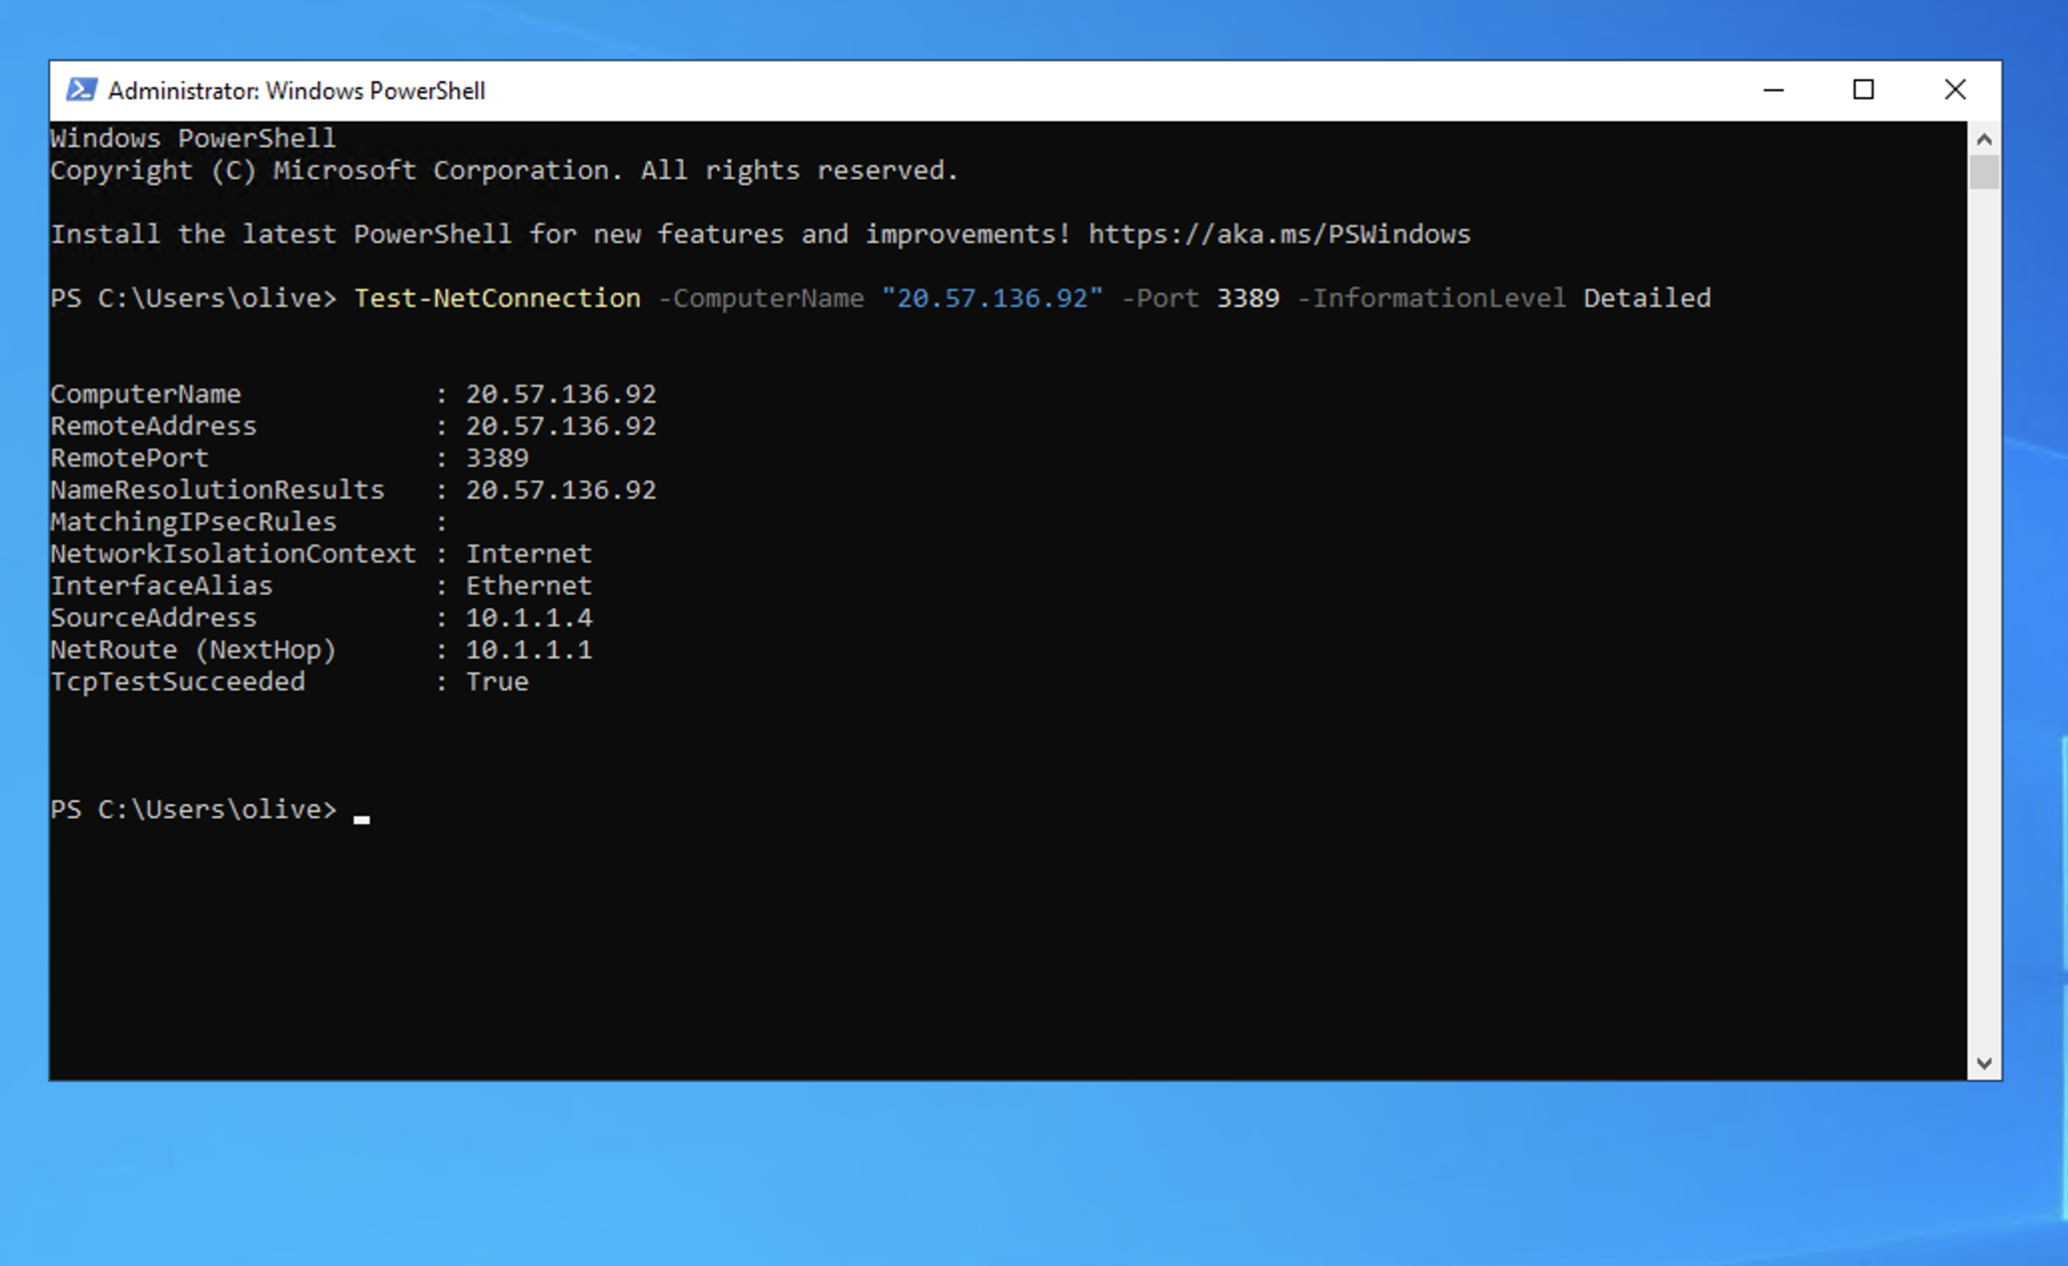 Administrator: Windows PowerShell
Windows PowerShell
Copyright (C) Microsoft Corporation. All rights reserved.
Install the latest PowerShell for new features and improvements! https://aka.ms/PSWindows
PS C:\Users\olive> Test-NetConnection -ComputerName "20.57.136.92" -Port 3389 -InformationLevel Detailed
ComputerName : 20.57.136.92
RemoteAddress : 20.57.136.92
RemotePort : 3389
NameResolutionResults : 20.57.136.92
MatchingIPsecRules :
NetworkIsolationContext : Internet
InterfaceAlias : Ethernet
SourceAddress : 10.1.1.4
NetRoute (NextHop) : 10.1.1.1
TcpTestSucceeded : True
PS C:\Users\olive>